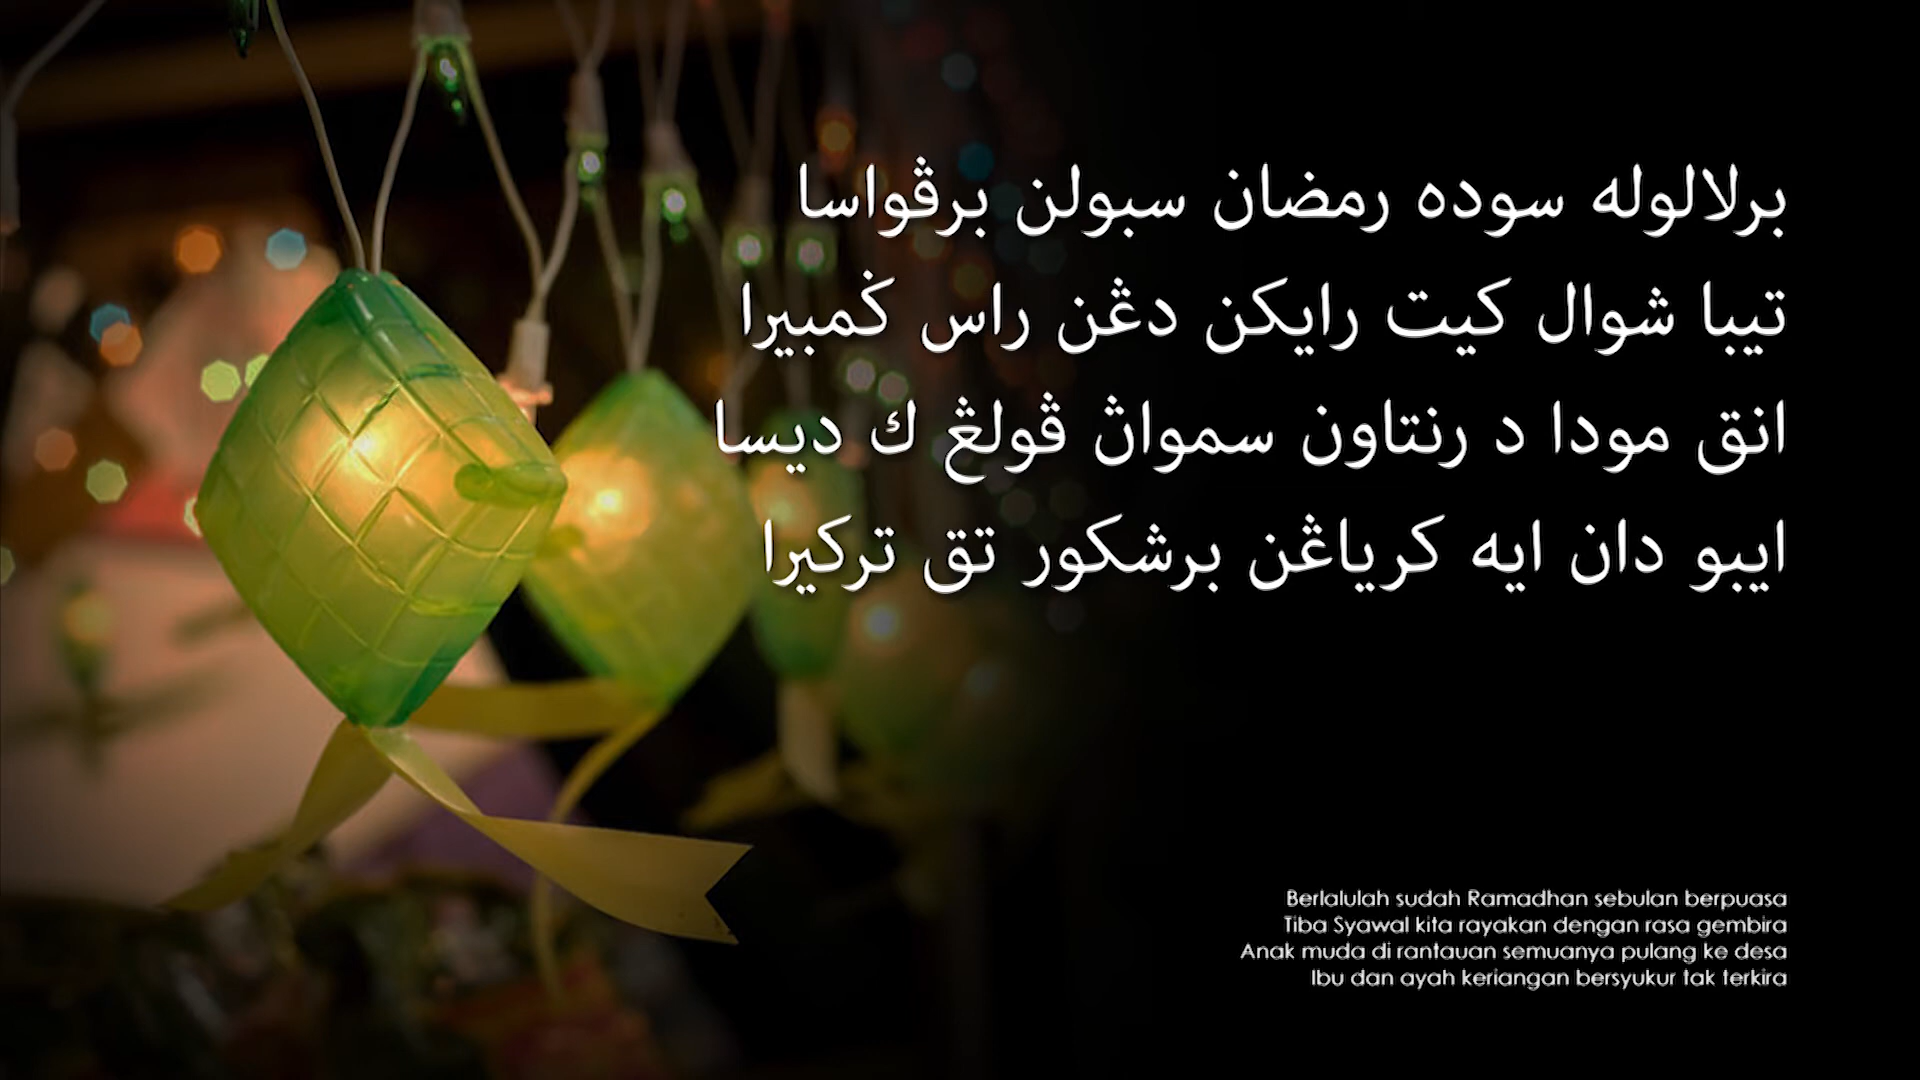 برلالوله سوده رمضان سبولن برڤواسا
تيبا شوال كيت رايكن دڠن راس ݢمبيرا
انق مودا د رنتاون سمواڽ ڤولڠ ك ديسا
ايبو دان ايه كرياڠن برشكور تق تركيرا
Berlalulah sudah Ramadhan sebulan berpuasa
Tiba Syawal kita rayakan dengan rasa gembira
Anak muda di rantauan semuanya pulang ke desa
Ibu dan ayah keriangan bersyukur tak terkira